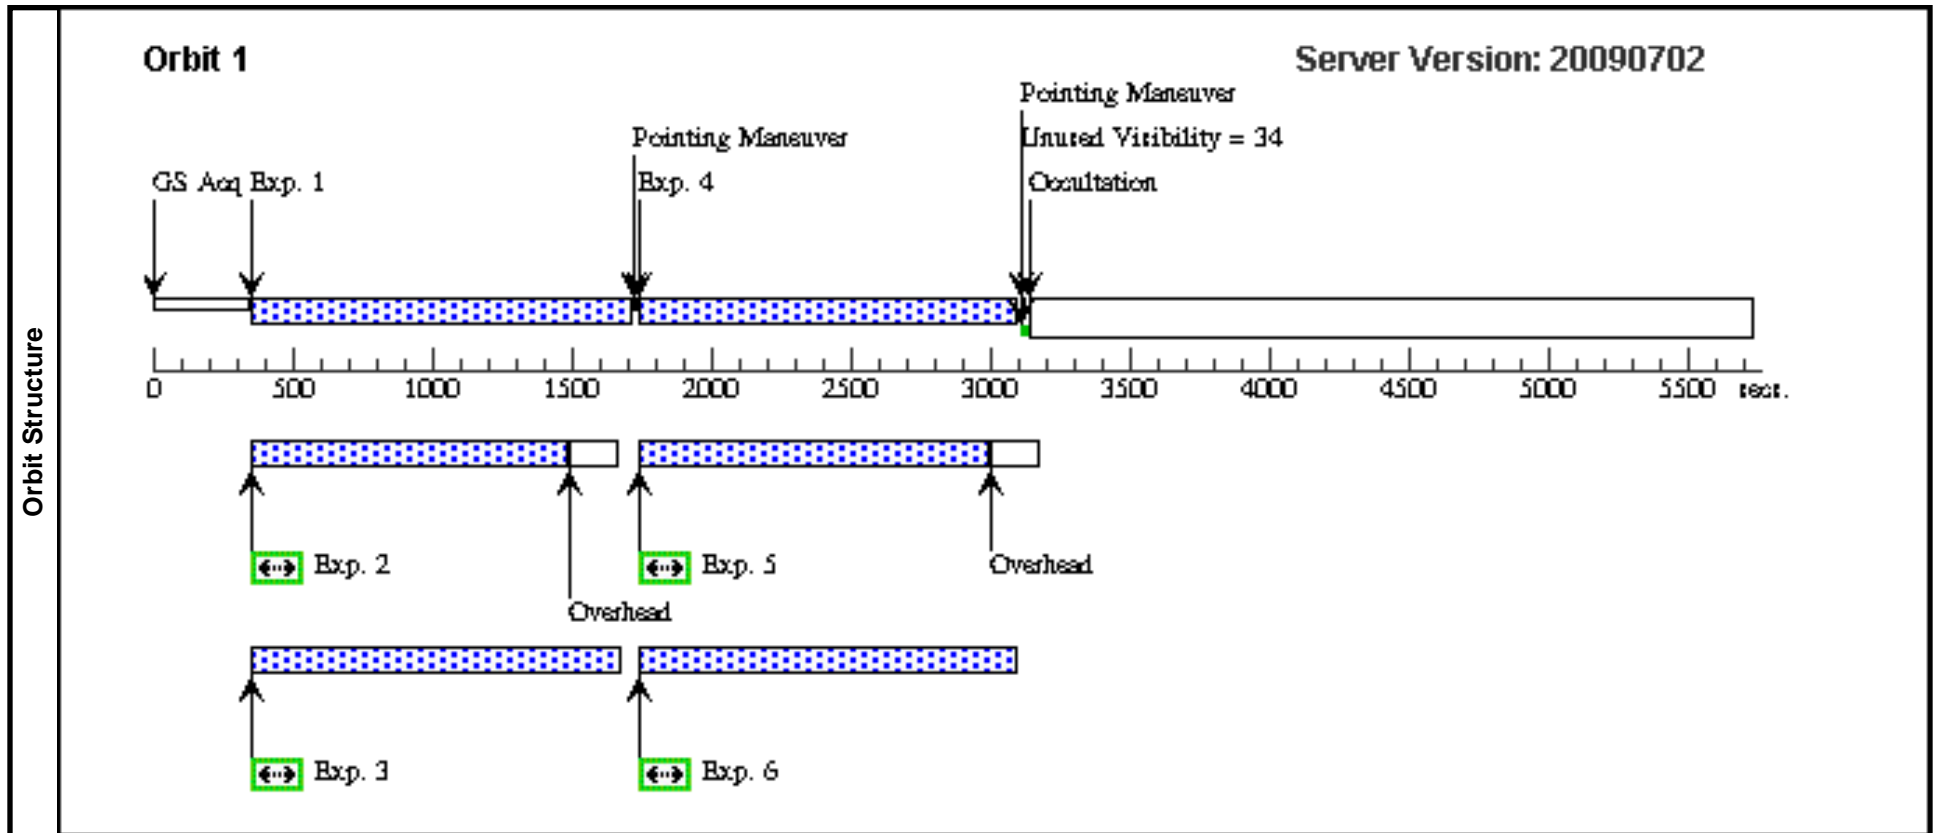 Orbit Structure
Orbit 1
Server Version: 20090702
Pointing Maneuver
Pointing Maneuver
Unused Visibility = 34
GS Acq
Exp. 1
Exp. 4
Occultation
0 500 1000 1500 2000 2500 3000 3500 4000 4500 5000 5500 secs.
Exp. 2
Exp. 5
Overhead
Overhead
Exp. 3
Exp. 6